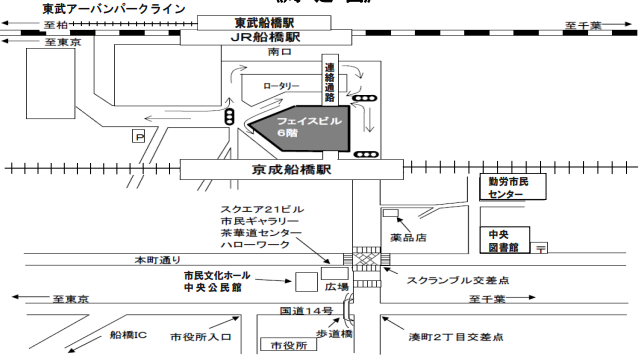 東武アーバンパークライン
至柏
東武船橋駅
至千葉
JR船橋駅
至東京
南口
連絡通路
ロータリー
フェイスビル
6階
P
京成船橋駅
勤労市民
センター
スクエア21ビル
市民ギャラリー
茶華道センター
ハローワーク
薬品店
中央
図書館
〒
本町通り
市民文化ホール
中央公民館
広場
スクランブル交差点
至東京
至千葉
国道14号
船橋IC
市役所入口
歩道橋
湊町2丁目交差点
市役所